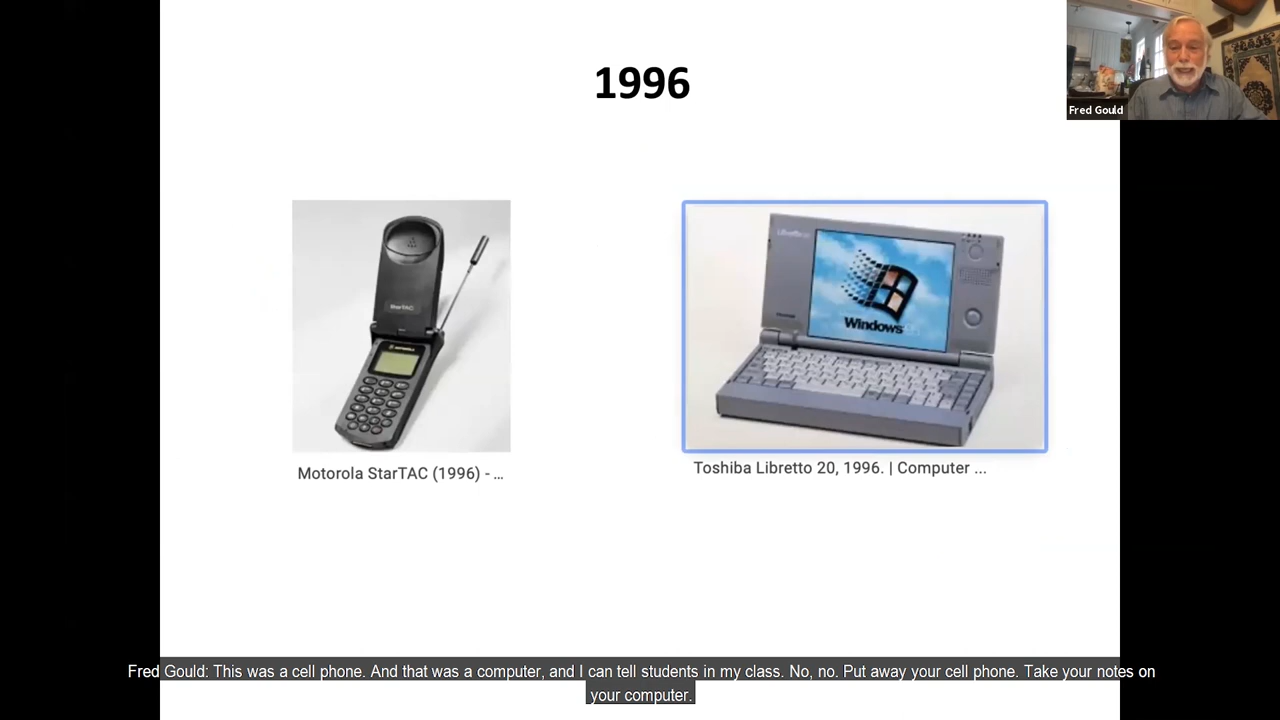 1996
Fred Gould
StarTAC
Libretto
Windows
Motorola StarTAC (1996) - ...
Toshiba Libretto 20, 1996. | Computer ...
Fred Gould: This was a cell phone. And that was a computer, and I can tell students in my class. No, no. Put away your cell phone. Take your notes on
your computer.